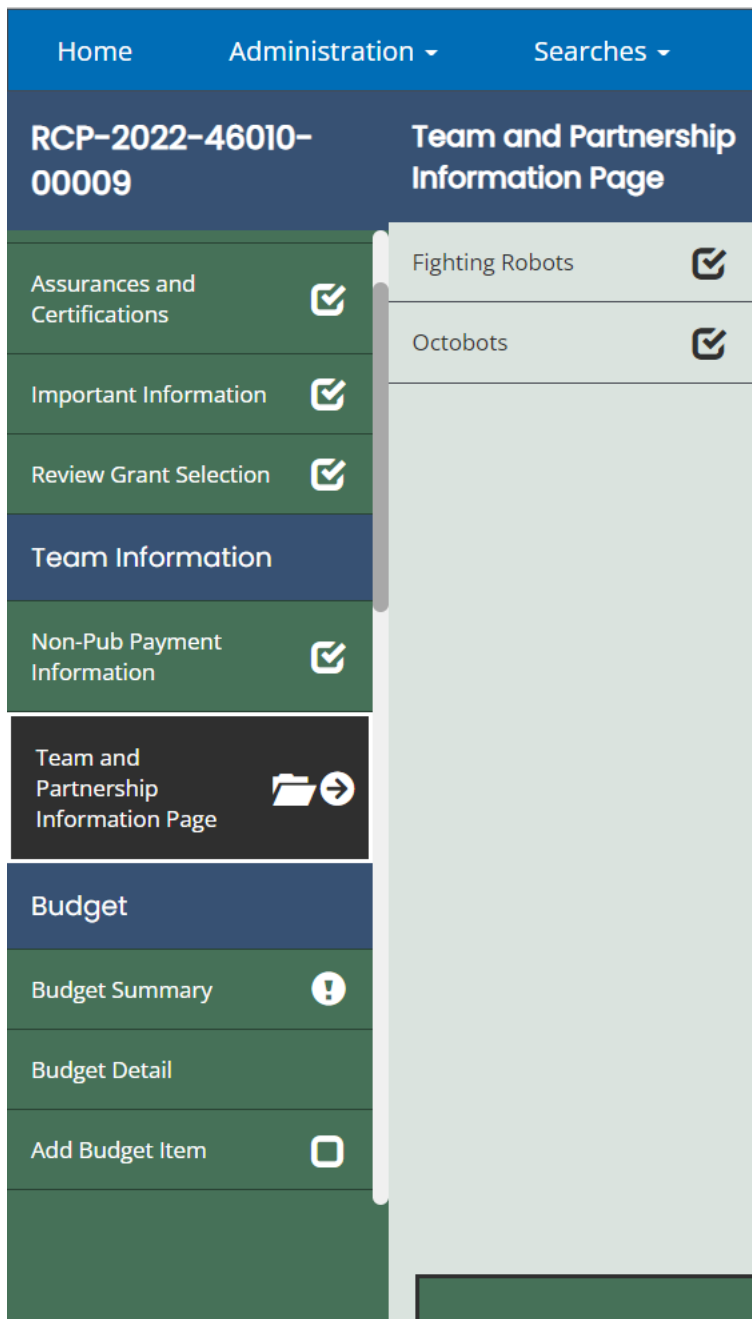 Home Administration Searches
RCP-2022-46010-
00009
Team and Partnership
Information Page
Assurances and
Certifications
Important Information
Review Grant Selection
Team Information
Non-Pub Payment
Information
Team and
Partnership
Information Page
Budget
Budget Summary
Budget Detail
Add Budget Item
Fighting Robots
Octobots